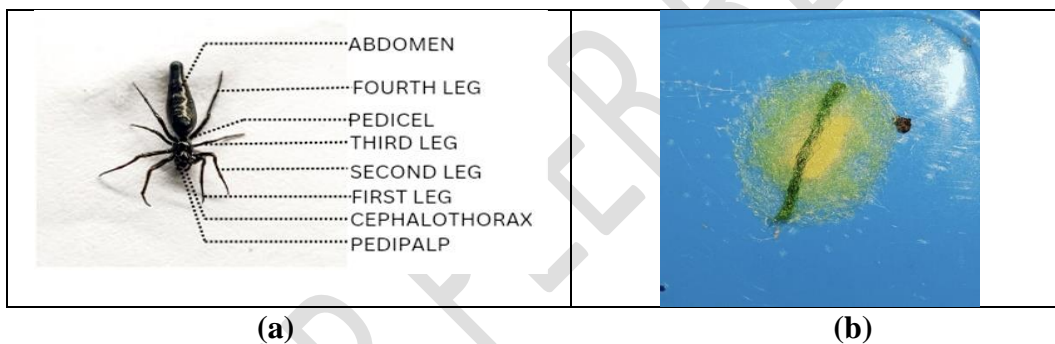 ABDOMEN
FOURTH LEG
PEDICEL
THIRD LEG
SECOND LEG
FIRST LEG
CEPHALOTHORAX
PEDIPALP
(a)
(b)